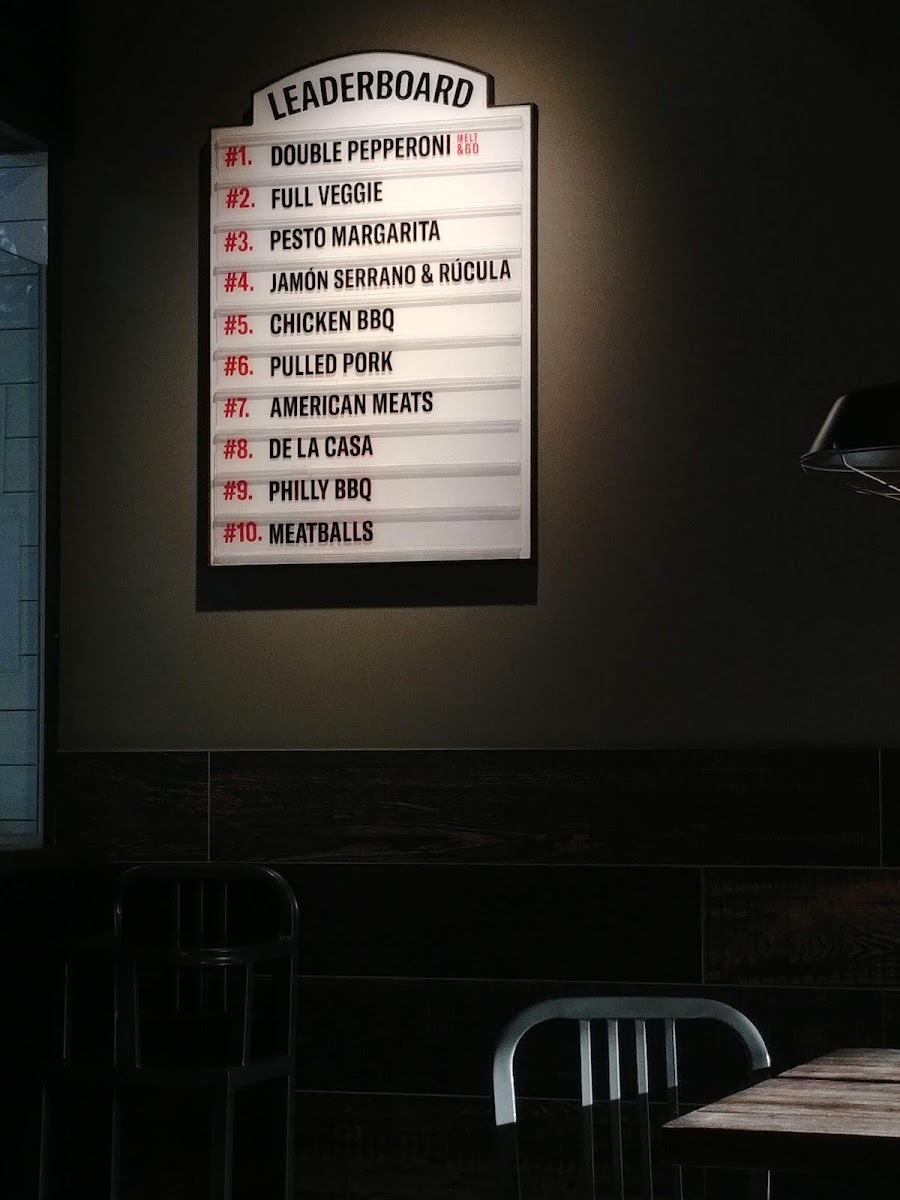 LEADERBOARD
#1. DOUBLE PEPPERONI MELT &GO
#2. FULL VEGGIE
#3. PESTO MARGARITA
#4. JAMÓN SERRANO & RÚCULA
#5. CHICKEN BBQ
#6. PULLED PORK
#7. AMERICAN MEATS
#8. DE LA CASA
#9. PHILLY BBQ
#10. MEATBALLS